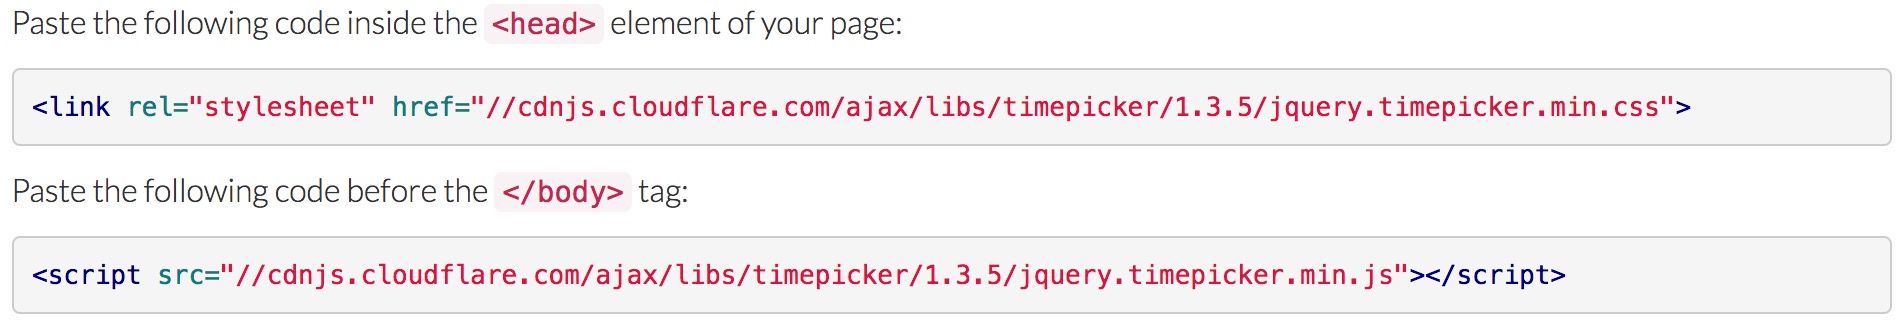 Paste the following code inside the <head> element of your page:
<link rel="stylesheet" href="//cdnjs.cloudflare.com/ajax/libs/timepicker/1.3.5/jquery.timepicker.min.css">
Paste the following code before the </body> tag:
<script src="//cdnjs.cloudflare.com/ajax/libs/timepicker/1.3.5/jquery.timepicker.min.js"></script>